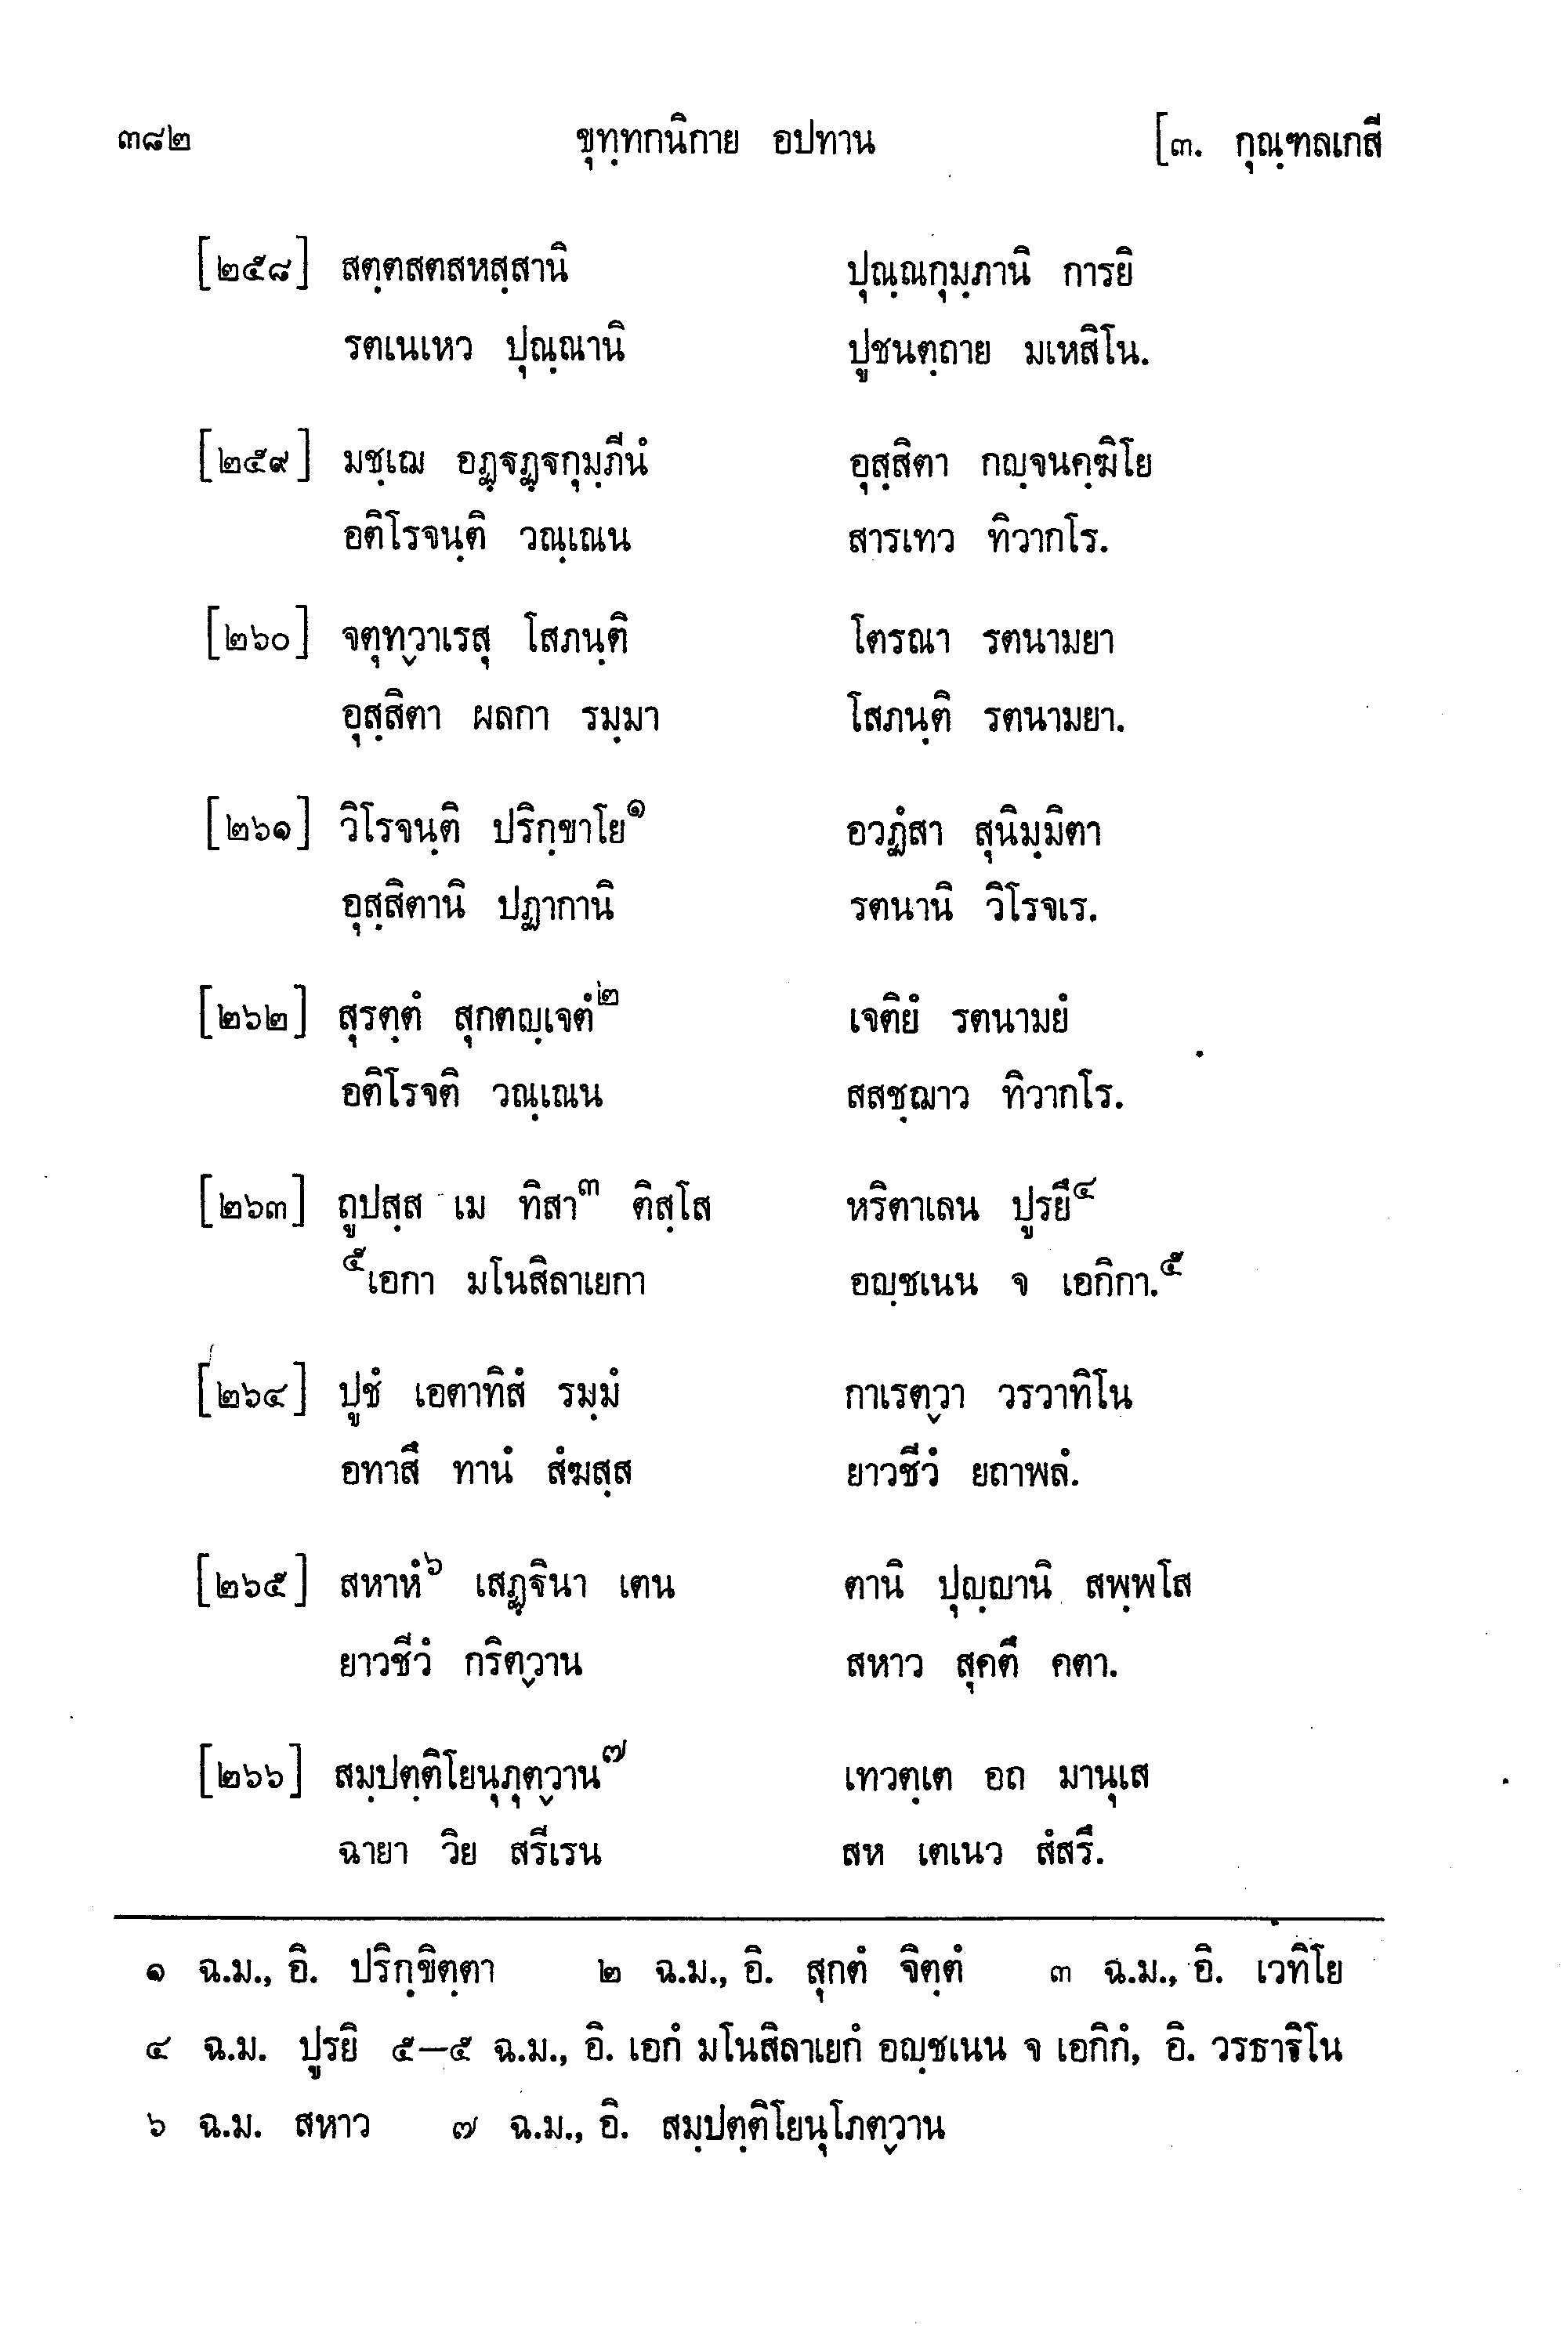 ๓๘๒ ขุทฺทกนิกาย อปทาน [๓. กุณฺฑลเกสี
[๒๕๘] สตฺตสตสหสฺสานิ ปุณฺณกุมฺภานิ การยิ
รตเนเหว ปุณฺณานิ ปูชนตฺถาย มเหสิโน.
[๒๕๙] มชฺเฌ อฏฺฐฏฺฐกุมฺภีนํ อุสฺสิตา กญฺจนคฺฆิโย
อติโรจนฺติ วณฺเณน สารเทว ทิวากโร.
[๒๖๐] จตุทฺวาเรสุ โสภนฺติ โตรณา รตนามยา
อุสฺสิตา ผลกา รมฺมา โสภนฺติ รตนามยา.
[๒๖๑] วิโรจนฺติ ปริกฺขาโย๑ อวฏํสา สุนิมฺมิตา
อุสฺสิตานิ ปฏากานิ รตนานิ วิโรจเร.
[๒๖๒] สุรตฺตํ สุกตญฺเจตํ๒ เจติยํ รตนามยํ
อติโรจติ วณฺเณน สสชฺฌาว ทิวากโร.
[๒๖๓] ถูปสฺส เม ทิสา๓ ติสฺโส หริตาเลน ปูรยึ๔
๕เอกา มโนสิลาเยกา อญฺชเนน จ เอกิกา.๕
[๒๖๔] ปูชํ เอตาทิสํ รมฺมํ กาเรตฺวา วรวาทิโน
อทาสึ ทานํ สํฆสฺส ยาวชีวํ ยถาพลํ.
[๒๖๕] สหาหํ๖ เสฏฺฐินา เตน ตานิ ปุญฺญานิ สพฺพโส
ยาวชีวํ กริตฺวาน สหาว สุคตึ คตา.
[๒๖๖] สมฺปตฺติโยนุภุตฺวาน๗ เทวตฺเต อถ มานุเส
ฉายา วิย สรีเรน สห เตเนว สํสรึ.
๑ ฉ.ม., อิ. ปริกฺขิตฺตา ๒ ฉ.ม., อิ. สุกตํ จิตฺตํ ๓ ฉ.ม., อิ. เวทิโย
๔ ฉ.ม. ปูรยิ ๕–๕ ฉ.ม., อิ. เอกํ มโนสิลาเยกํ อญฺชเนน จ เอกิกํ, อิ. วรธาริโน
๖ ฉ.ม. สหาว ๗ ฉ.ม., อิ. สมฺปตฺติโยนุโภตฺวาน